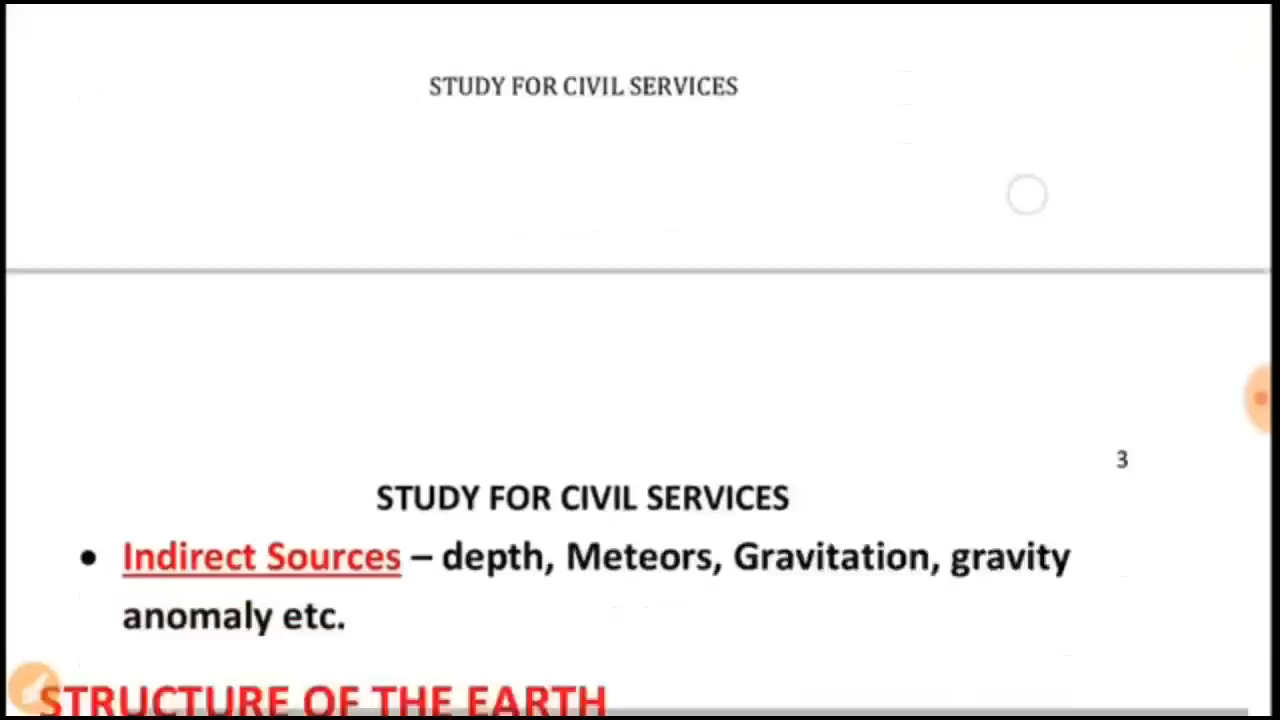 STUDY FOR CIVIL SERVICES
3
STUDY FOR CIVIL SERVICES
• Indirect Sources – depth, Meteors, Gravitation, gravity
anomaly etc.
STRUCTURE OF THE EARTH